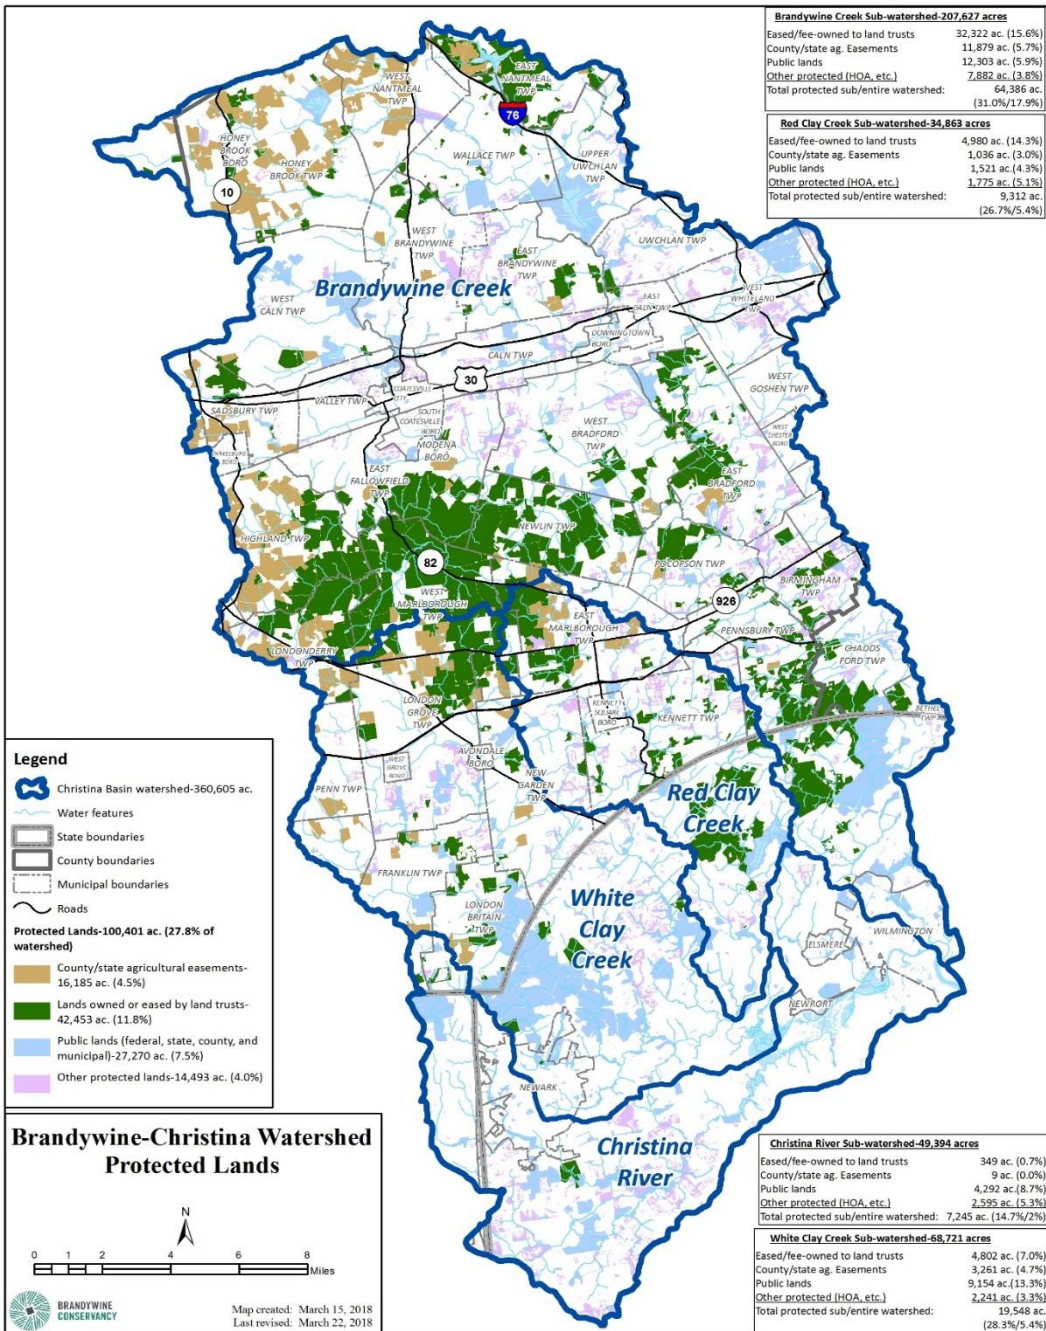 Brandywine Creek Sub-watershed-207,627 acres
Eased/fee-owned to land trusts 32,322 ac. (15.6%)
County/state ag. Easements 11,879 ac. (5.7%)
Public lands 12,303 ac. (5.9%)
Other protected (HOA, etc.) 7,882 ac. (3.8%)
Total protected sub/entire watershed: 64,386 ac.
(31.0%/17.9%)
Red Clay Creek Sub-watershed-34,863 acres
Eased/fee-owned to land trusts 4,980 ac. (14.3%)
County/state ag. Easements 1,036 ac. (3.0%)
Public lands 1,521 ac.(4.3%)
Other protected (HOA, etc.) 1,775 ac. (5.1%)
Total protected sub/entire watershed: 9,312 ac.
(26.7%/5.4%)
WEST
NANTMEAL
TWP
EAST
NANTMEAL
TWP
76
HONEY
BROOK
BORO
HONEY
BROOK TWP
10
WALLACE TWP
UPPER
UWCHLAN
TWP
WEST
BRANDYWINE
TWP
EAST
BRANDYWINE
TWP
UWCHLAN TWP
Brandywine Creek
WEST
CALN TWP
EAST
CALN TWP
WEST
WHITELAND
TWP
DOWNINGTOWN
BORO
CALN TWP
30
WEST
GOSHEN TWP
SADSBURY TWP
VALLEY TWP
COATESVILLE
CITY
SOUTH
COATESVILLE
BORO
MODENA
BORO
WEST
BRADFORD
TWP
WEST
CHESTER
BORO
PARKESBURG
BORO
EAST
FALLOWFIELD
TWP
EAST
BRADFORD
TWP
HIGHLAND TWP
NEWLIN TWP
82
POCOPSON TWP
BIRMINGHAM
TWP
WEST
MARLBOROUGH
TWP
926
EAST
MARLBOROUGH
TWP
PENNSBURY TWP
LONDONDERRY
TWP
CHADDS
FORD TWP
LONDON
GROVE
TWP
KENNETT
SQUARE
BORO
KENNETT TWP
BETHEL
TWP
WEST
GROVE
BORO
AVONDALE
BORO
PENN TWP
NEW
GARDEN
TWP
Red Clay
Creek
FRANKLIN TWP
LONDON
BRITAIN
TWP
White
Clay
Creek
WILMINGTON
ELSMERE
NEWPORT
NEWARK
Christina
River
Legend
Christina Basin watershed-360,605 ac.
Water features
State boundaries
County boundaries
Municipal boundaries
Roads
Protected Lands-100,401 ac. (27.8% of
watershed)
County/state agricultural easements-
16,185 ac. (4.5%)
Lands owned or eased by land trusts-
42,453 ac. (11.8%)
Public lands (federal, state, county, and
municipal)-27,270 ac. (7.5%)
Other protected lands-14,493 ac. (4.0%)
Brandywine-Christina Watershed
Protected Lands
N
0 1 2 4 6 8
Miles
BRANDYWINE
CONSERVANCY
Map created: March 15, 2018
Last revised: March 22, 2018
Christina River Sub-watershed-49,394 acres
Eased/fee-owned to land trusts 349 ac. (0.7%)
County/state ag. Easements 9 ac. (0.0%)
Public lands 4,292 ac.(8.7%)
Other protected (HOA, etc.) 2,595 ac. (5.3%)
Total protected sub/entire watershed: 7,245 ac. (14.7%/2%)
White Clay Creek Sub-watershed-68,721 acres
Eased/fee-owned to land trusts 4,802 ac. (7.0%)
County/state ag. Easements 3,261 ac. (4.7%)
Public lands 9,154 ac.(13.3%)
Other protected (HOA, etc.) 2,241 ac. (3.3%)
Total protected sub/entire watershed: 19,548 ac.
(28.3%/5.4%)